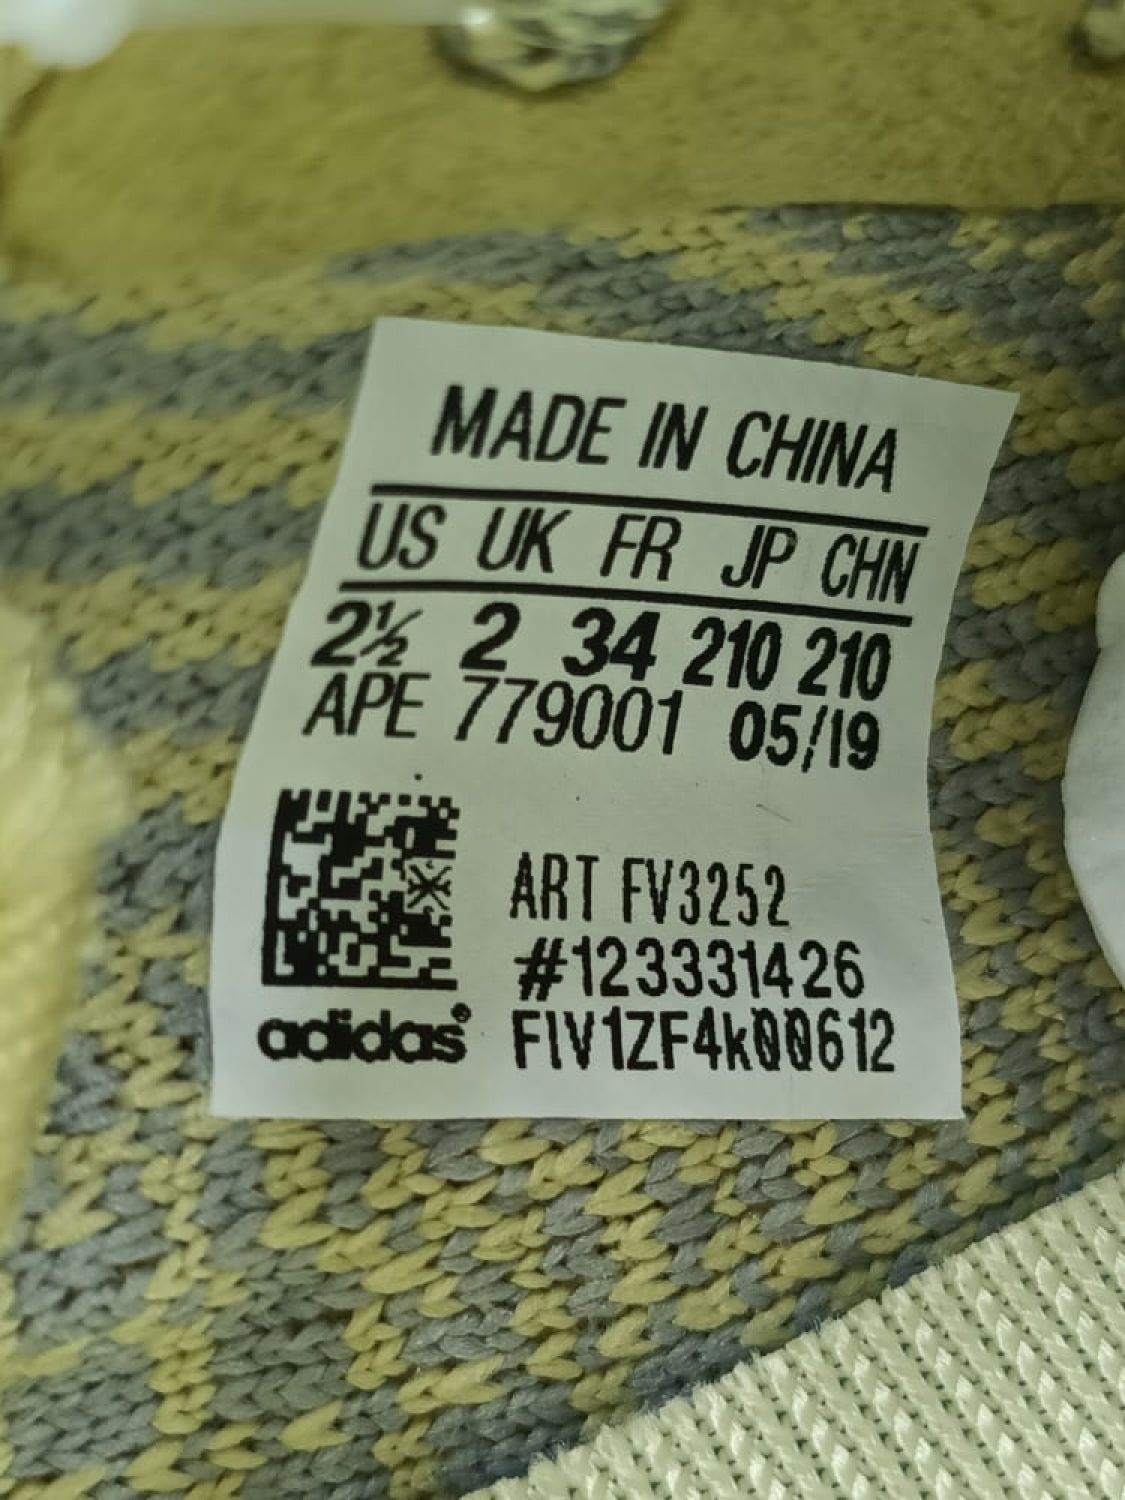 MADE IN CHINA
US UK FR JP CHN
2½ 2 34 210 210
APE 779001 05/19
ART FV3252
#123331426
FIV1ZF4k00612
adidas®